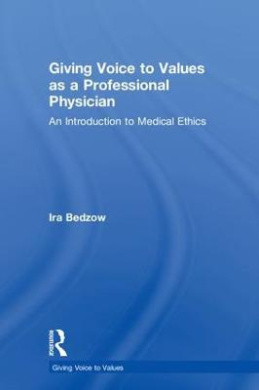 Giving Voice to Values
as a Professional
Physician
An Introduction to Medical Ethics
Ira Bedzow
ROUTLEDGE
Giving Voice to Values